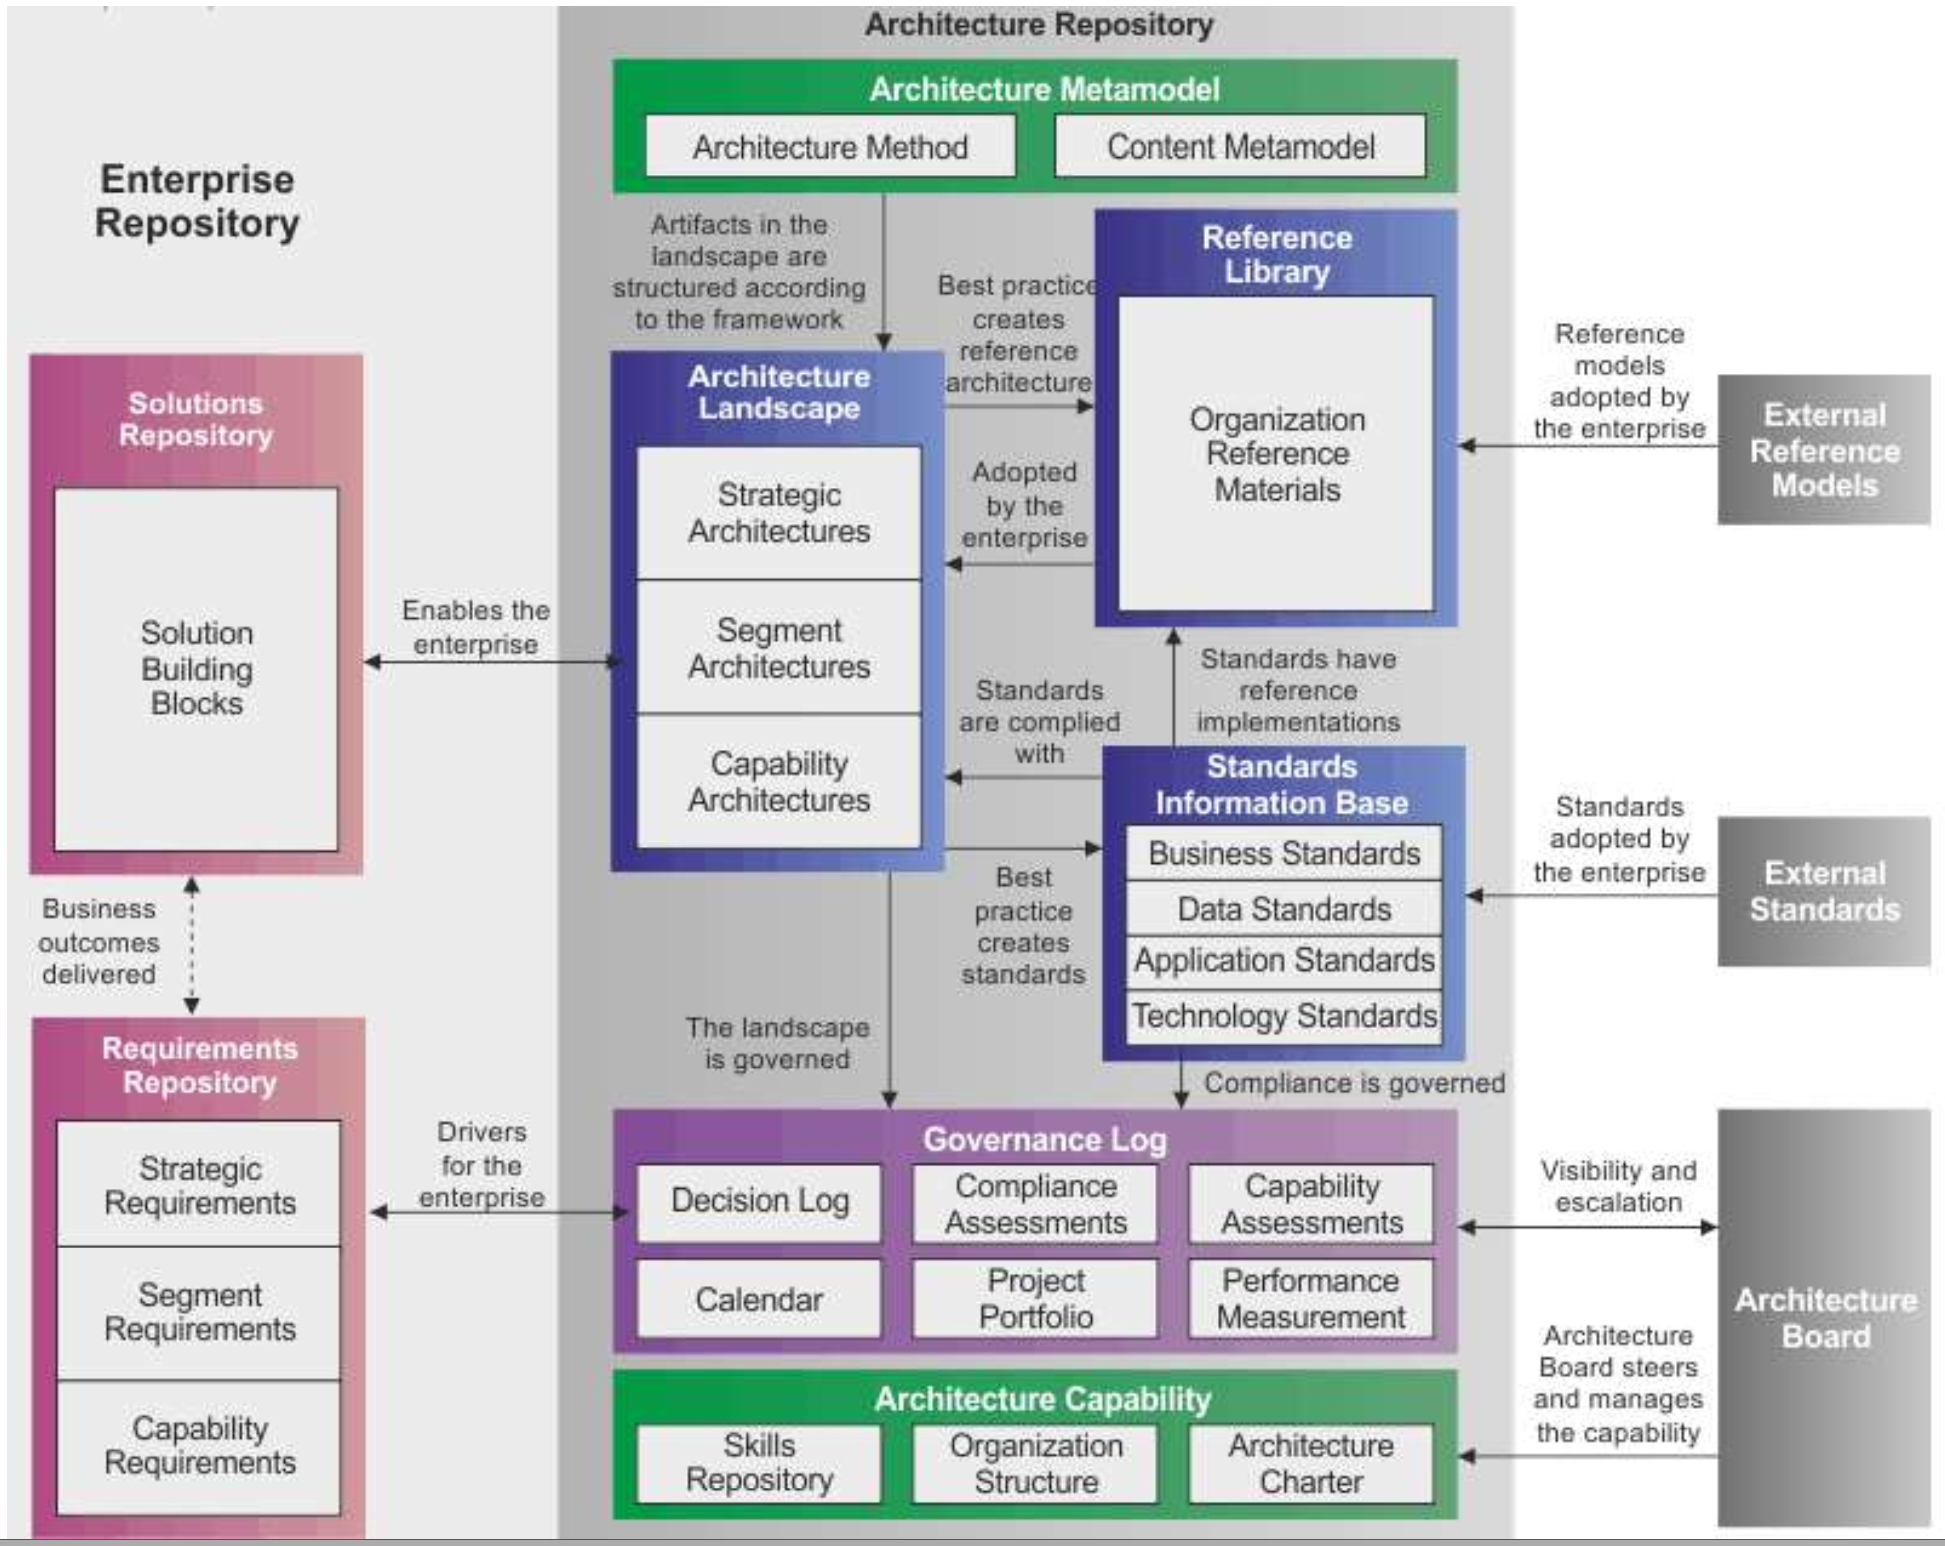 Architecture Repository
Architecture Metamodel
Architecture Method
Content Metamodel
Enterprise
Repository
Artifacts in the
landscape are
structured according
to the framework
Best practice
creates
reference
architecture
Reference
Library
Organization
Reference
Materials
Reference
models
adopted by
the enterprise
External
Reference
Models
Solutions
Repository
Solution
Building
Blocks
Enables the
enterprise
Architecture
Landscape
Strategic
Architectures
Segment
Architectures
Capability
Architectures
Adopted
by the
enterprise
Standards have
reference
implementations
Standards
are complied
with
Standards
Information Base
Business Standards
Data Standards
Application Standards
Technology Standards
Standards
adopted by
the enterprise
External
Standards
Best
practice
creates
standards
Business
outcomes
delivered
The landscape
is governed
Compliance is governed
Requirements
Repository
Strategic
Requirements
Segment
Requirements
Capability
Requirements
Drivers
for the
enterprise
Governance Log
Decision Log
Compliance
Assessments
Capability
Assessments
Calendar
Project
Portfolio
Performance
Measurement
Visibility and
escalation
Architecture
Board
Architecture
Board steers
and manages
the capability
Architecture Capability
Skills
Repository
Organization
Structure
Architecture
Charter